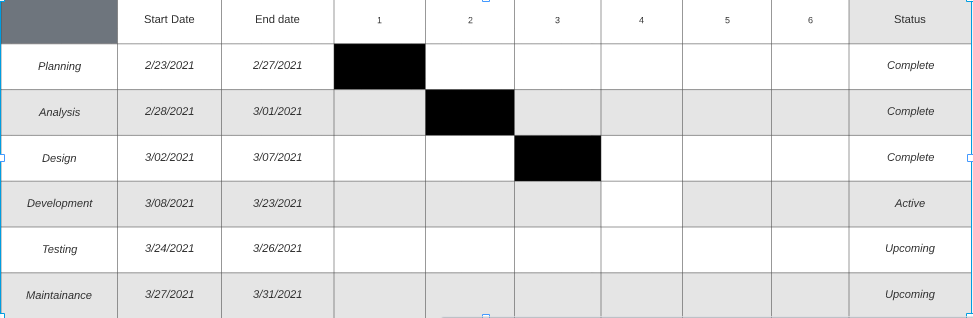 Start Date End date 1 2 3 4 5 6 Status
Planning 2/23/2021 2/27/2021 Complete
Analysis 2/28/2021 3/01/2021 Complete
Design 3/02/2021 3/07/2021 Complete
Development 3/08/2021 3/23/2021 Active
Testing 3/24/2021 3/26/2021 Upcoming
Maintainance 3/27/2021 3/31/2021 Upcoming